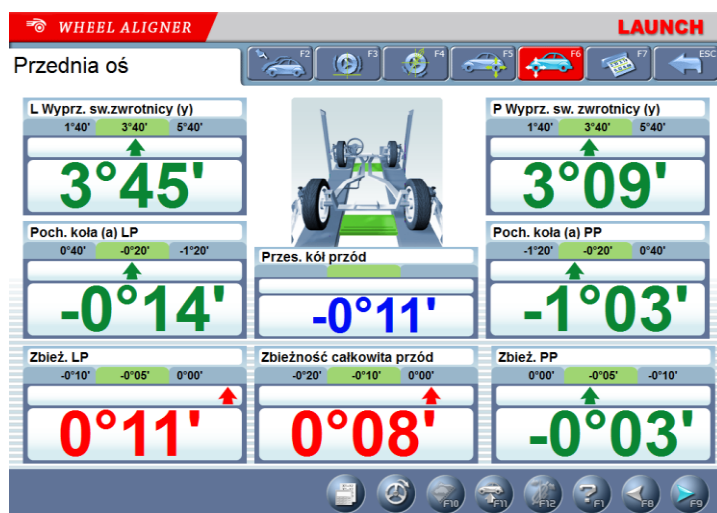 WHEEL ALIGNER
LAUNCH
Przednia oś
F2 F3 F4 F5 F6 F7 ESC
L Wyprz. sw.zwrotnicy (y)
1°40' 3°40' 5°40'
3°45'
P Wyprz. sw. zwrotnicy (y)
1°40' 3°40' 5°40'
3°09'
Poch. koła (a) LP
0°40' -0°20' -1°20'
-0°14'
Przes. kół przód
-0°11'
Poch. koła (a) PP
-1°20' -0°20' 0°40'
-1°03'
Zbież. LP
-0°10' -0°05' 0°00'
0°11'
Zbieżność całkowita przód
-0°20' -0°10' 0°00'
0°08'
Zbież. PP
0°00' -0°05' -0°10'
-0°03'
F10 F11 F12 F1 F8 F9